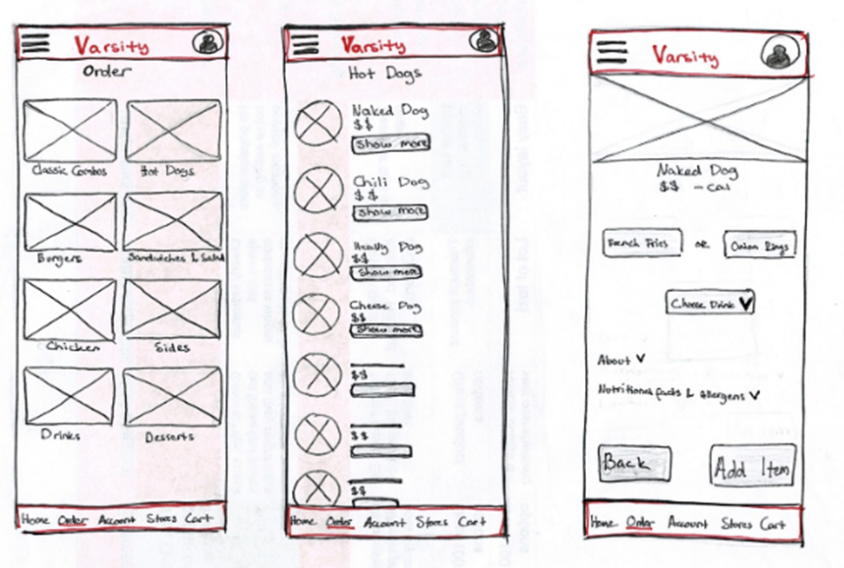 Varsity
Order
Classic Combos
Hot Dogs
Burgers
Sandwiches & Salad
Chicken
Sides
Drinks
Desserts
Home Order Account Stores Cart
Varsity
Hot Dogs
Naked Dog
$$
Show more
Chili Dog
$$
Show more
Heavy Dog
$$
Show more
Cheese Dog
$$
Show more
$$
$$
$$
Home Order Account Stores Cart
Varsity
Naked Dog
$$ - cal
French Fries OR Onion Rings
Choose Drink
About
Nutritional facts & Allergens
Back
Add Item
Home Order Account Stores Cart